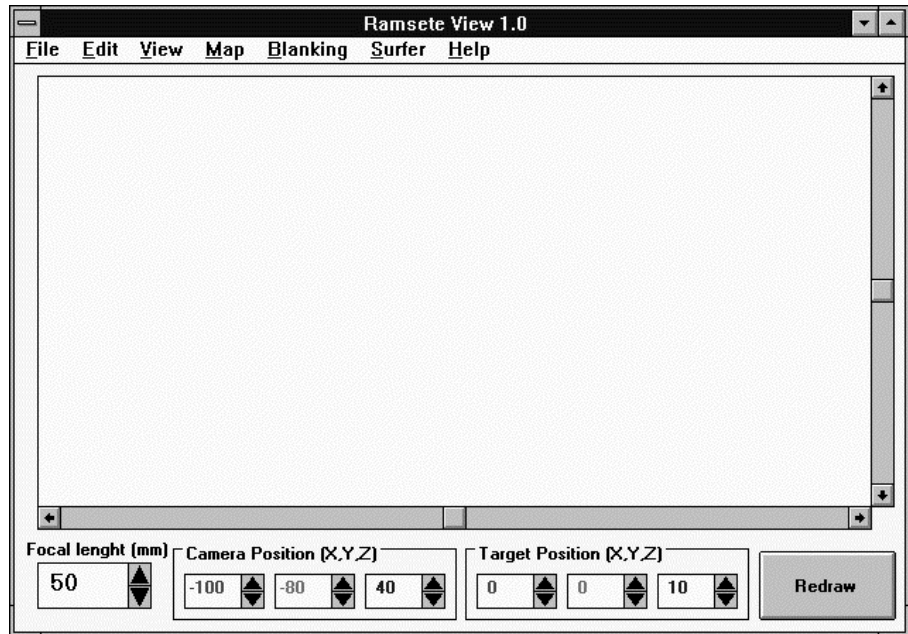 Ramsete View 1.0
File Edit View Map Blanking Surfer Help
Focal lenght (mm) Camera Position (X,Y,Z) Target Position (X,Y,Z)
50 -100 -80 40 0 0 10 Redraw